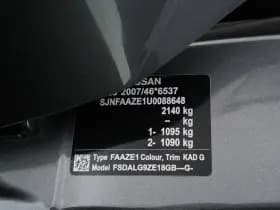 SSAN
2007/46*6537
SJNFAAZE1U0088648
2140 kg
— kg
1- 1095 kg
2- 1090 kg
Type FAAZE1 Colour, Trim KAD G
Model FSDALG9ZE18GB—G-